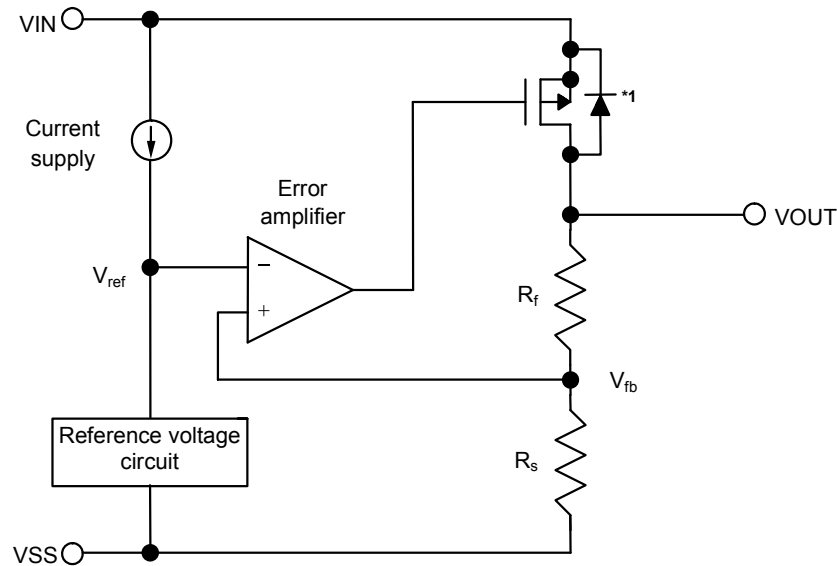 VIN
*1
Current
supply
Error
amplifier
VOUT
Vref
−
+
Rf
Vfb
Reference voltage
circuit
Rs
VSS